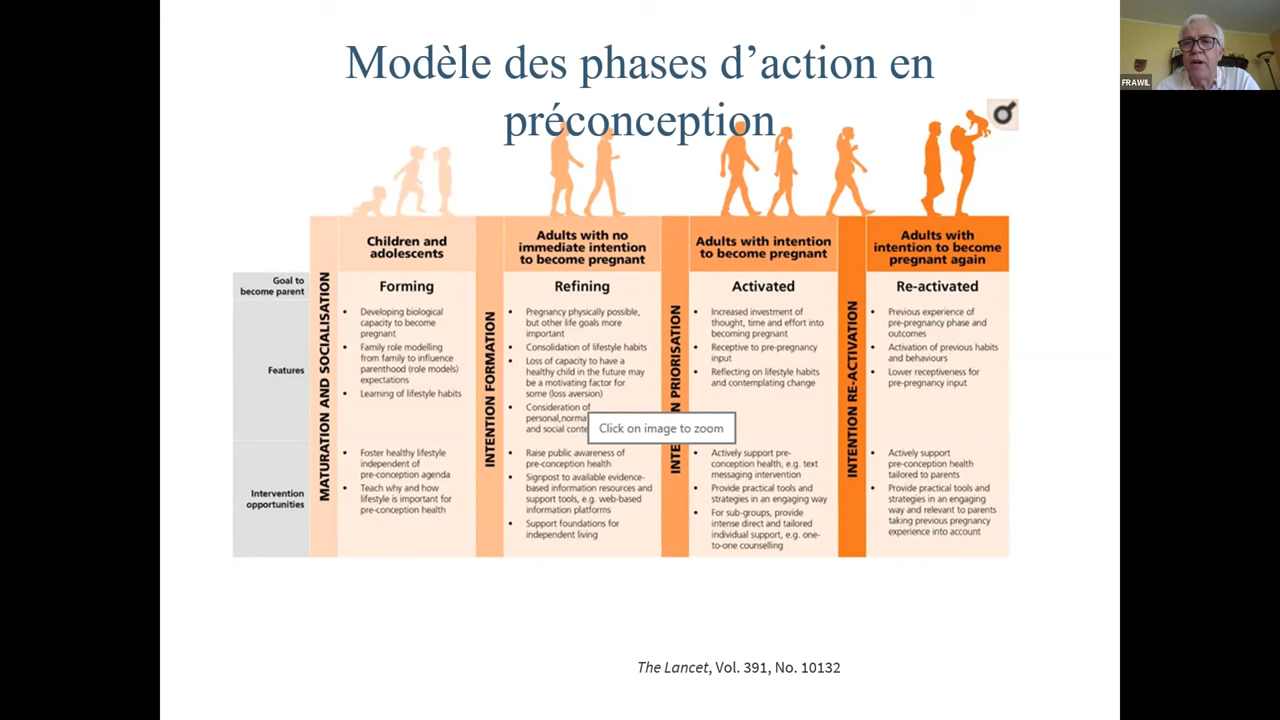 Modèle des phases d’action en
préconception
FRAWIL
Children and
adolescents
Adults with no
immediate intention
to become pregnant
Adults with intention
to become pregnant
Adults with
intention to become
pregnant again
Goal to
become parent
Forming
Refining
Activated
Re-activated
MATURATION AND SOCIALISATION
INTENTION FORMATION
PRIORISATION
INTENTION RE-ACTIVATION
Features
• Developing biological
capacity to become
pregnant
• Family role modelling
from family to influence
parenthood (role models)
expectations
• Learning of lifestyle habits
• Pregnancy physically possible,
but other life goals more
important
• Consolidation of lifestyle habits
• Loss of capacity to have a
healthy child in the future may
be a motivating factor for
some (loss aversion)
• Consideration of
and social
Click on image to zoom
• Increased investment of
thought, time and effort into
becoming pregnant
• Receptive to pre-pregnancy
input
• Reflecting on lifestyle habits
and contemplating change
• Previous experience of
pre-pregnancy phase and
outcomes
• Activation of previous habits
and behaviours
• Lower receptiveness for
pre-pregnancy input
Intervention
opportunities
• Foster healthy lifestyle
independent of
pre-conception agenda
• Teach why and how
lifestyle is important for
pre-conception health
• Raise public awareness of
pre-conception health
• Signpost to available evidence-
based information resources and
support tools, e.g. web-based
information platforms
• Support foundations for
independent living
• Actively support pre-
conception health, e.g. text
messaging intervention
• Provide practical tools and
strategies in an engaging way
• For sub-groups, provide
intense direct and tailored
individual support, e.g. one-
to-one counselling
• Actively support
pre-conception health
tailored to parents
• Provide practical tools and
strategies in an engaging
way and relevant to parents
taking previous pregnancy
experience into account
The Lancet, Vol. 391, No. 10132